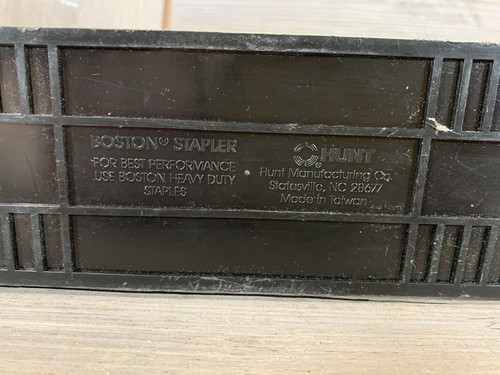 BOSTON® STAPLER
FOR BEST PERFORMANCE
USE BOSTON HEAVY DUTY
STAPLES
HUNT
Hunt Manufacturing Co.
Statesville, NC 28677
Made in Taiwan